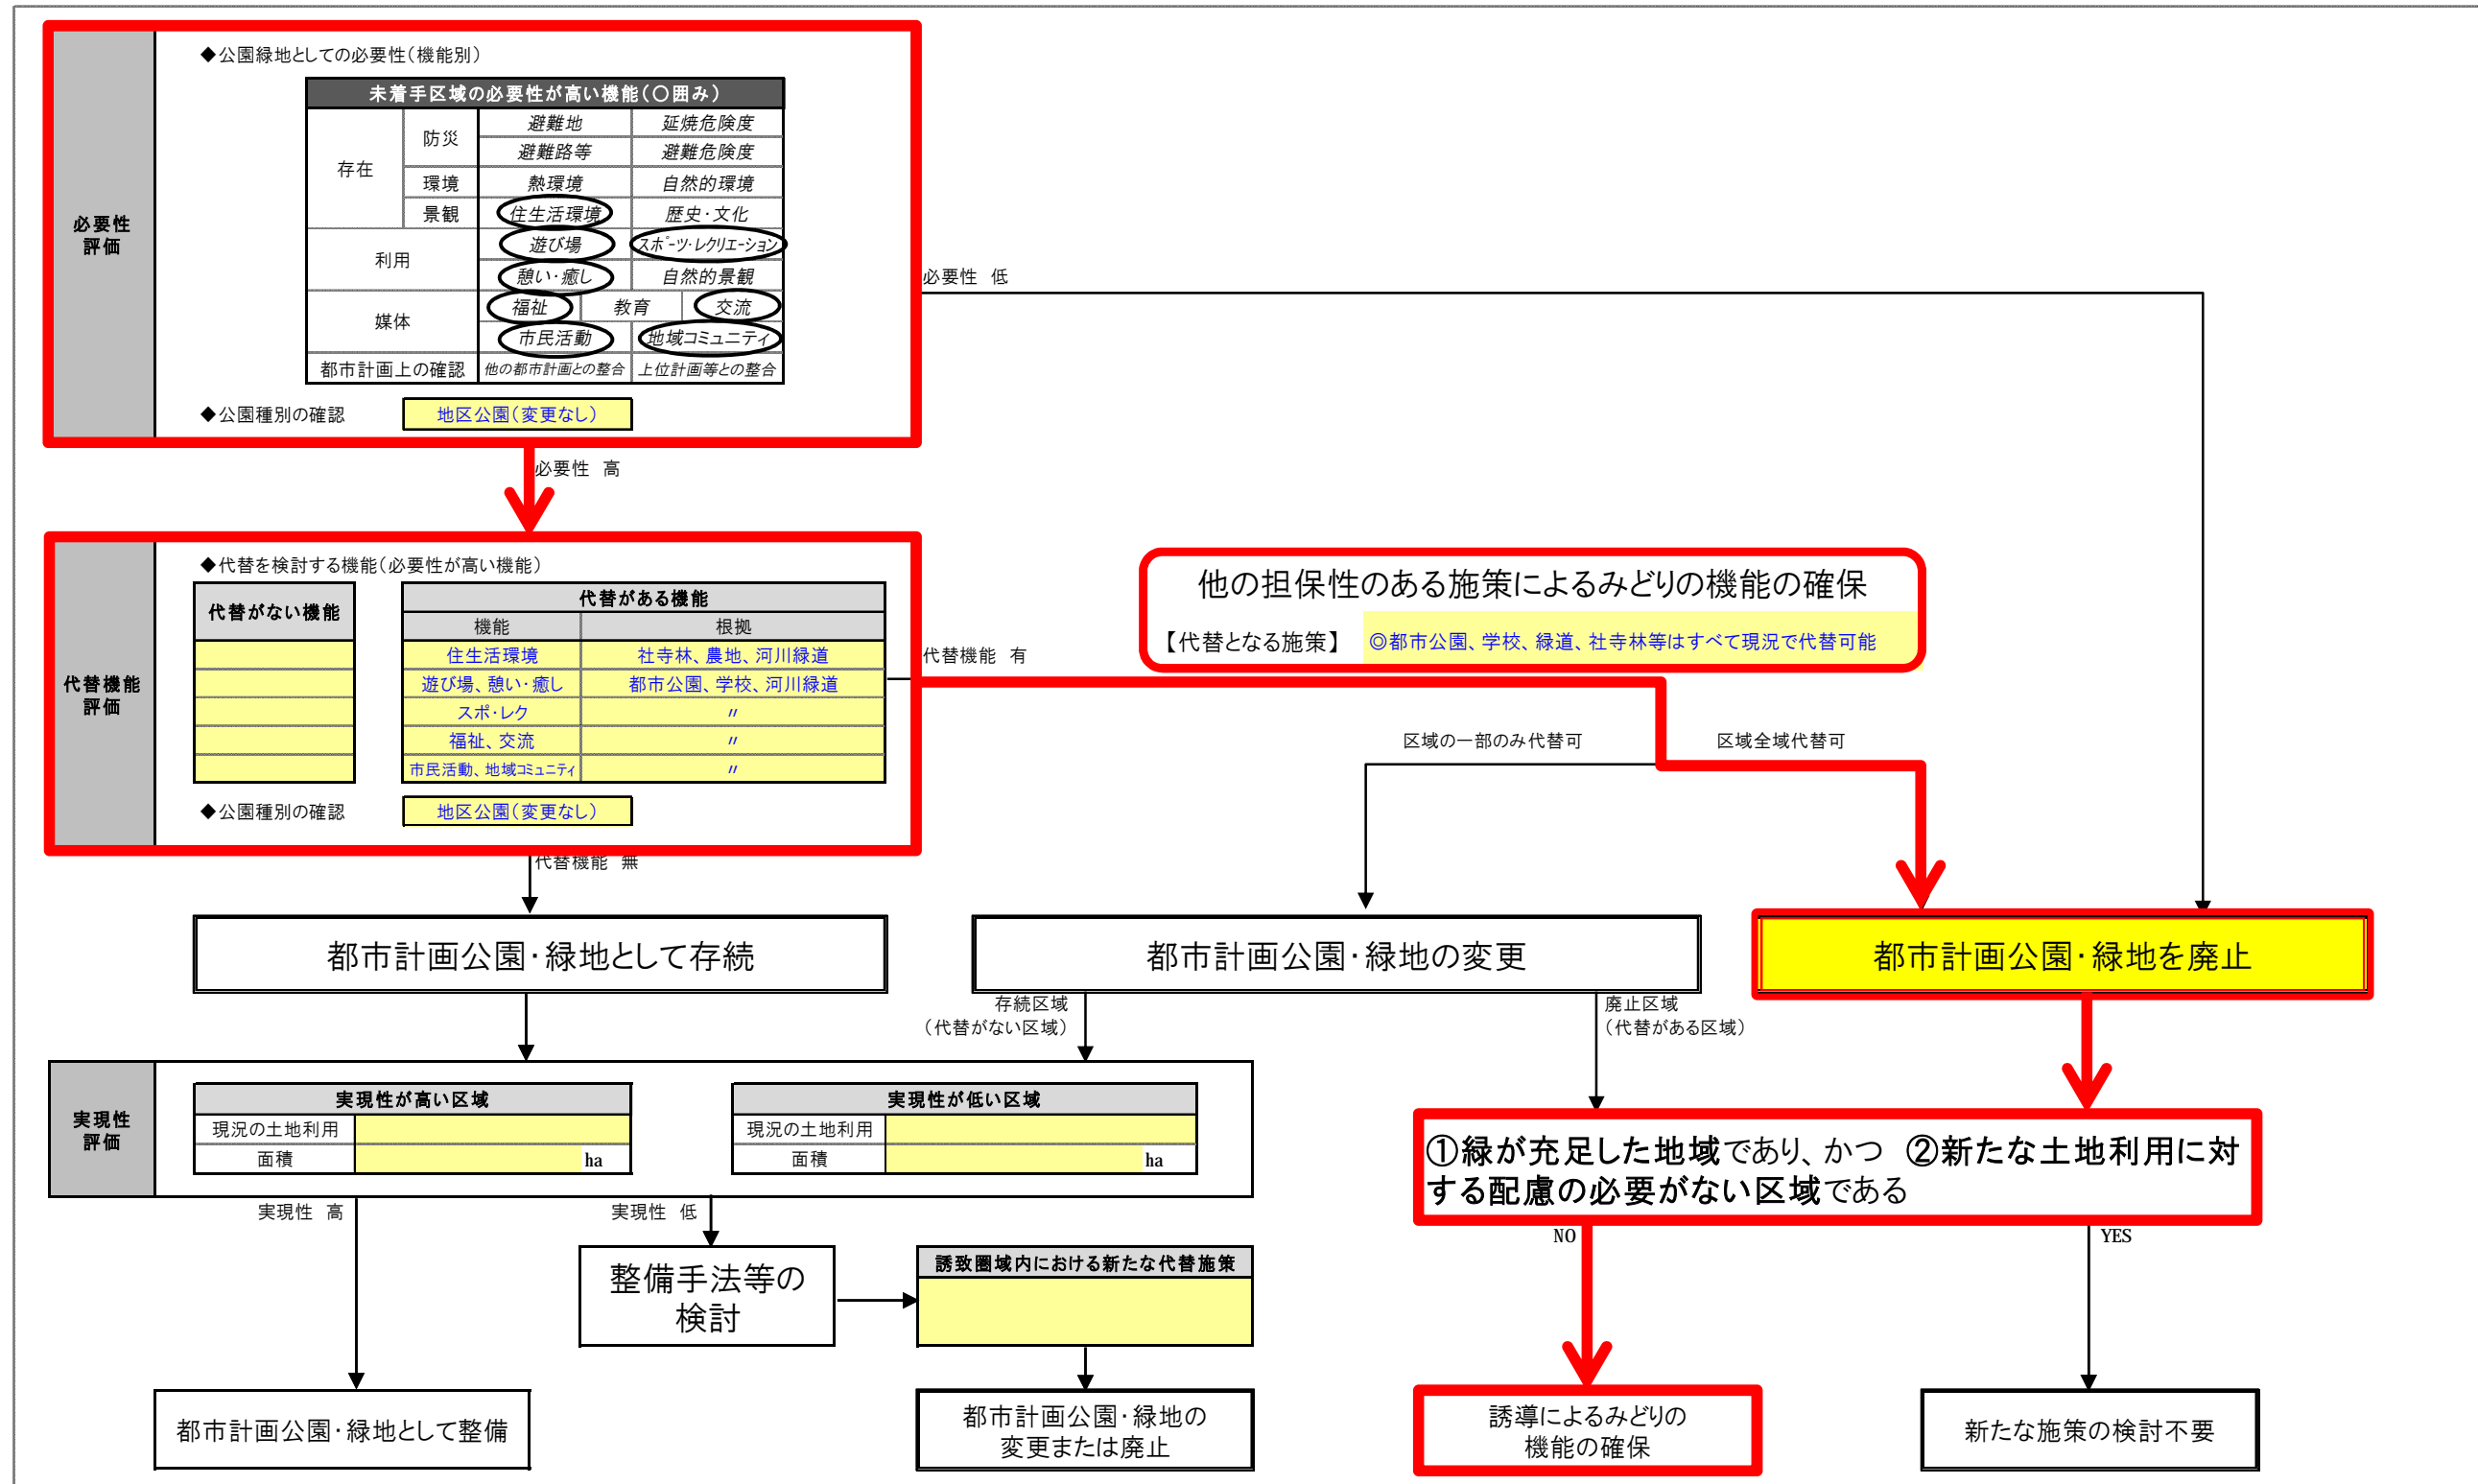 ◆公園緑地としての必要性(機能別)
未着手区域の必要性が高い機能(○囲み)
存在
防災
避難地
延焼危険度
避難路等
避難危険度
環境
熱環境
自然的環境
景観
住生活環境
歴史・文化
利用
遊び場
スポーツ・レクリエーション
憩い・癒し
自然的景観
媒体
福祉
教育
交流
市民活動
地域コミュニティ
都市計画上の確認
他の都市計画との整合
上位計画等との整合
必要性
評価
◆公園種別の確認
地区公園(変更なし)
必要性 低
必要性 高
◆代替を検討する機能(必要性が高い機能)
代替がない機能
代替がある機能
機能
根拠
住生活環境
社寺林、農地、河川緑道
遊び場、憩い・癒し
都市公園、学校、河川緑道
スポ・レク
〃
福祉、交流
〃
市民活動、地域コミュニティ
〃
代替機能
評価
◆公園種別の確認
地区公園(変更なし)
代替機能 有
他の担保性のある施策によるみどりの機能の確保
【代替となる施策】
◎都市公園、学校、緑道、社寺林等はすべて現況で代替可能
区域の一部のみ代替可
区域全域代替可
代替機能 無
都市計画公園・緑地として存続
都市計画公園・緑地の変更
都市計画公園・緑地を廃止
存続区域
(代替がない区域)
廃止区域
(代替がある区域)
実現性
評価
実現性が高い区域
現況の土地利用
面積
ha
実現性が低い区域
現況の土地利用
面積
ha
①緑が充足した地域であり、かつ ②新たな土地利用に対
する配慮の必要がない区域である
実現性 高
実現性 低
NO
YES
整備手法等の
検討
誘致圏域内における新たな代替施策
都市計画公園・緑地として整備
都市計画公園・緑地の
変更または廃止
誘導によるみどりの
機能の確保
新たな施策の検討不要